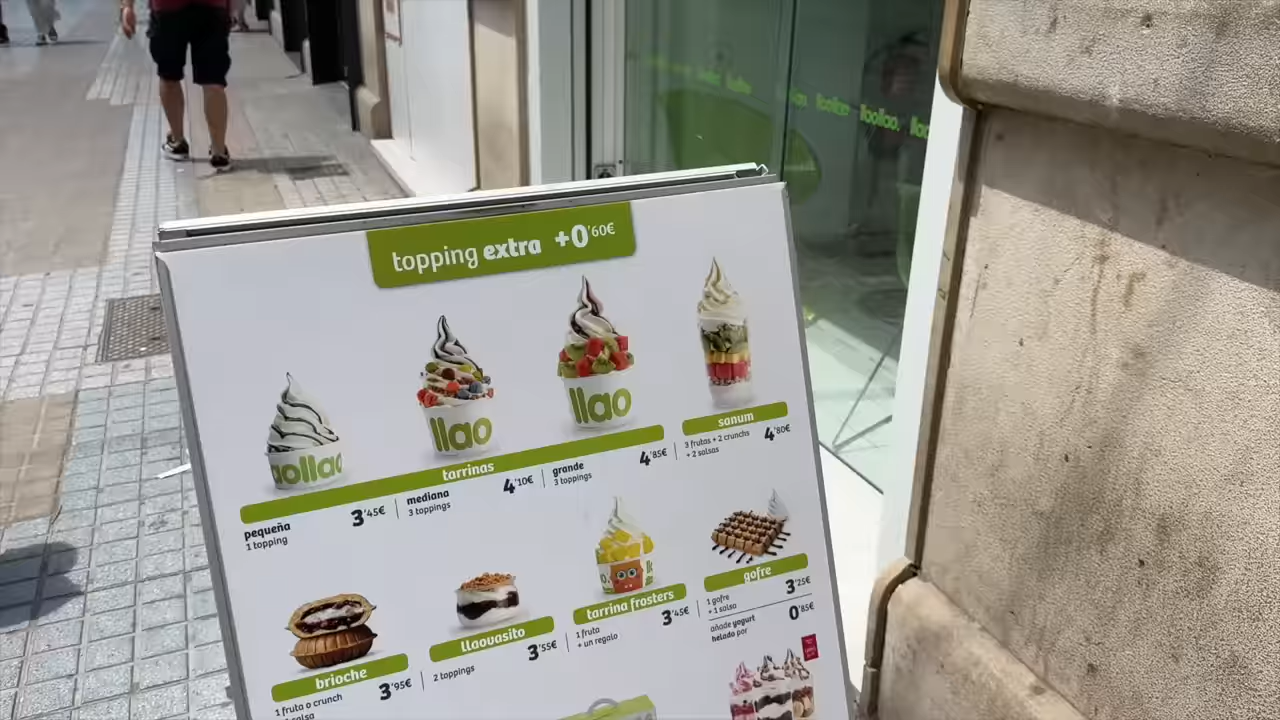 llaollao. llao
topping extra +0'60€
llao
llao
tarrinas
pequeña
1 topping
3'45€
mediana
3 toppings
4'10€
grande
3 toppings
4'85€
sanum
3 frutas + 2 crunchs
+ 2 salsas
4'80€
brioche
1 fruta o crunch
3'95€
llaovasito
2 toppings
3'55€
tarrina frosters
1 fruta
+ un regalo
3'45€
gofre
1 gofre
+ 1 salsa
3'25€
añade yogurt
helado por
0'85€